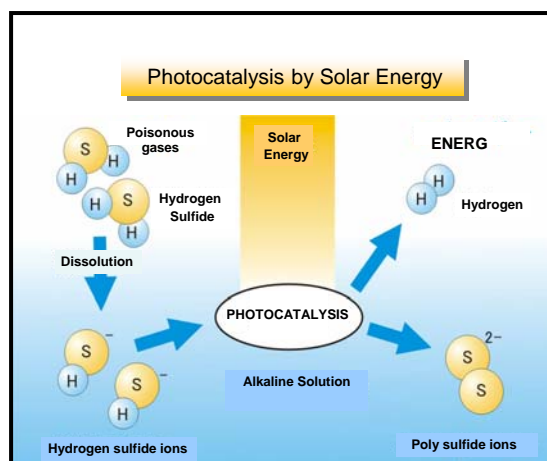 Photocatalysis by Solar Energy
Poisonous
gases
S
H
H
S
H
H
Hydrogen
Sulfide
Dissolution
S⁻
H
S⁻
H
Hydrogen sulfide ions
Solar
Energy
PHOTOCATALYSIS
Alkaline Solution
ENERG
H
H
Hydrogen
2−
S
S
Poly sulfide ions